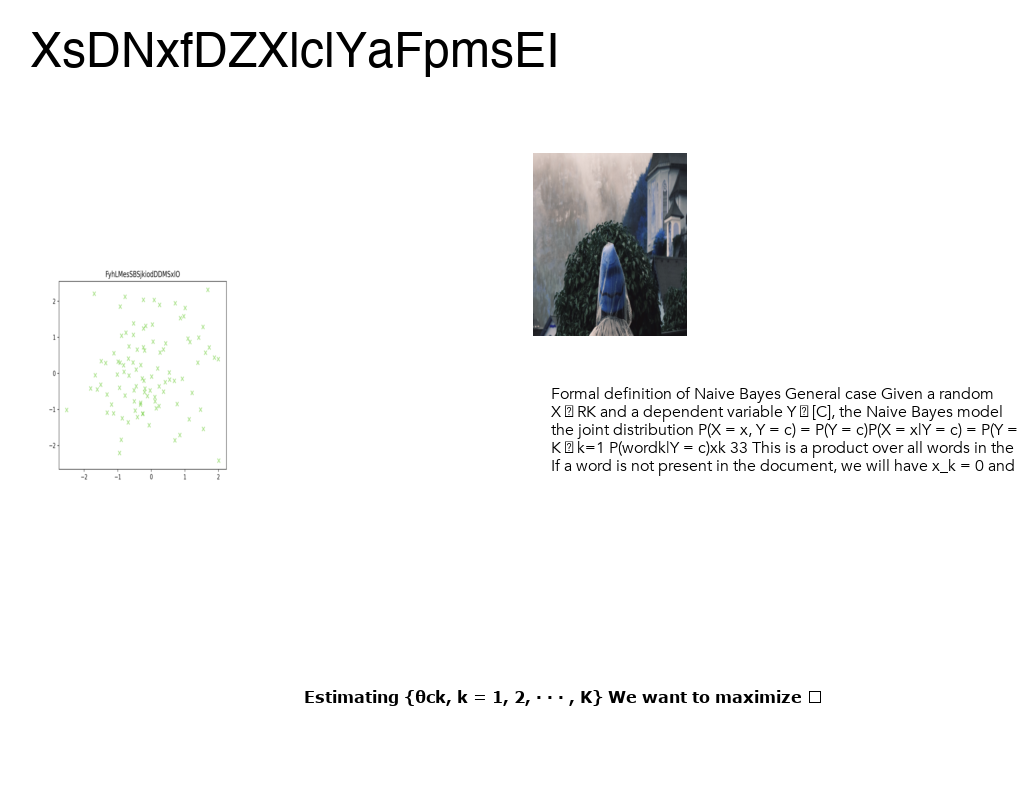 XsDNxfDZXlclYaFpmsEI
FyhLMesSBSjkiodDDMSxlO
2
1
0
−1
−2
−2
−1
0
1
2
Formal definition of Naive Bayes General case Given a random
X � RK and a dependent variable Y � [C], the Naive Bayes model
the joint distribution P(X = x, Y = c) = P(Y = c)P(X = x|Y = c) = P(Y =
K � k=1 P(wordk|Y = c)xk 33 This is a product over all words in the
If a word is not present in the document, we will have x_k = 0 and
Estimating {θck, k = 1, 2, · · · , K} We want to maximize □